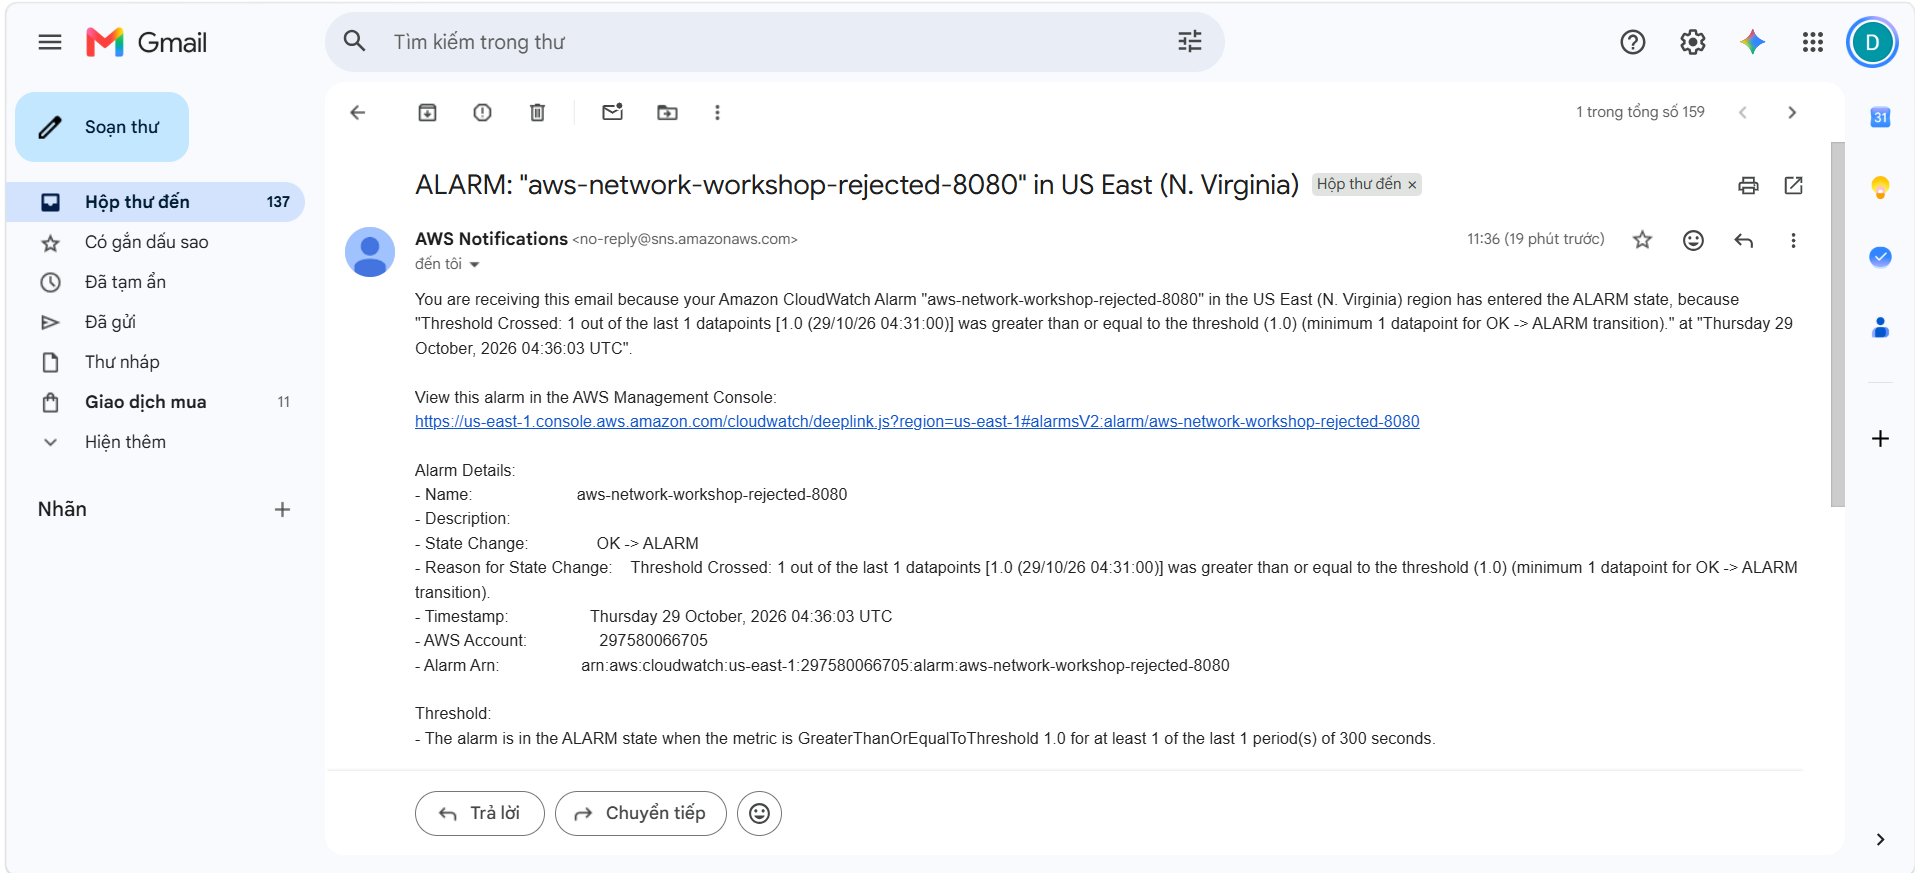 Gmail
Tìm kiếm trong thư
D
Soạn thư
1 trong tổng số 159
31
Hộp thư đến 137
Có gắn dấu sao
Đã tạm ẩn
Đã gửi
Thư nháp
Giao dịch mua 11
Hiện thêm
Nhãn
ALARM: "aws-network-workshop-rejected-8080" in US East (N. Virginia) Hộp thư đến ×
AWS Notifications <no-reply@sns.amazonaws.com> 11:36 (19 phút trước)
đến tôi
You are receiving this email because your Amazon CloudWatch Alarm "aws-network-workshop-rejected-8080" in the US East (N. Virginia) region has entered the ALARM state, because
"Threshold Crossed: 1 out of the last 1 datapoints [1.0 (29/10/26 04:31:00)] was greater than or equal to the threshold (1.0) (minimum 1 datapoint for OK -> ALARM transition)." at "Thursday 29
October, 2026 04:36:03 UTC".
View this alarm in the AWS Management Console:
https://us-east-1.console.aws.amazon.com/cloudwatch/deeplink.js?region=us-east-1#alarmsV2:alarm/aws-network-workshop-rejected-8080
Alarm Details:
- Name: aws-network-workshop-rejected-8080
- Description:
- State Change: OK -> ALARM
- Reason for State Change: Threshold Crossed: 1 out of the last 1 datapoints [1.0 (29/10/26 04:31:00)] was greater than or equal to the threshold (1.0) (minimum 1 datapoint for OK -> ALARM
transition).
- Timestamp: Thursday 29 October, 2026 04:36:03 UTC
- AWS Account: 297580066705
- Alarm Arn: arn:aws:cloudwatch:us-east-1:297580066705:alarm:aws-network-workshop-rejected-8080
Threshold:
- The alarm is in the ALARM state when the metric is GreaterThanOrEqualToThreshold 1.0 for at least 1 of the last 1 period(s) of 300 seconds.
Trả lời
Chuyển tiếp